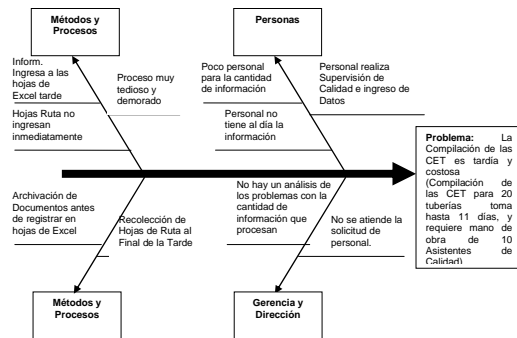 Métodos y
Procesos
Personas
Inform.
Ingresa a las
hojas de
Excel tarde
Proceso muy
tedioso y
demorado
Hojas Ruta no
ingresan
inmediatamente
Poco personal
para la cantidad
de información
Personal realiza
Supervisión de
Calidad e ingreso de
Datos
Personal no
tiene al día la
información
Problema: La
Compilación de las
CET es tardía y
costosa
(Compilación de
las CET para 20
tuberías toma
hasta 11 días, y
requiere mano de
obra de 10
Asistentes de
Calidad)
Archivación de
Documentos antes
de registrar en
hojas de Excel
Recolección de
Hojas de Ruta al
Final de la Tarde
No hay un análisis de
los problemas con la
cantidad de
información que
procesan
No se atiende la
solicitud de
personal.
Métodos y
Procesos
Gerencia y
Dirección